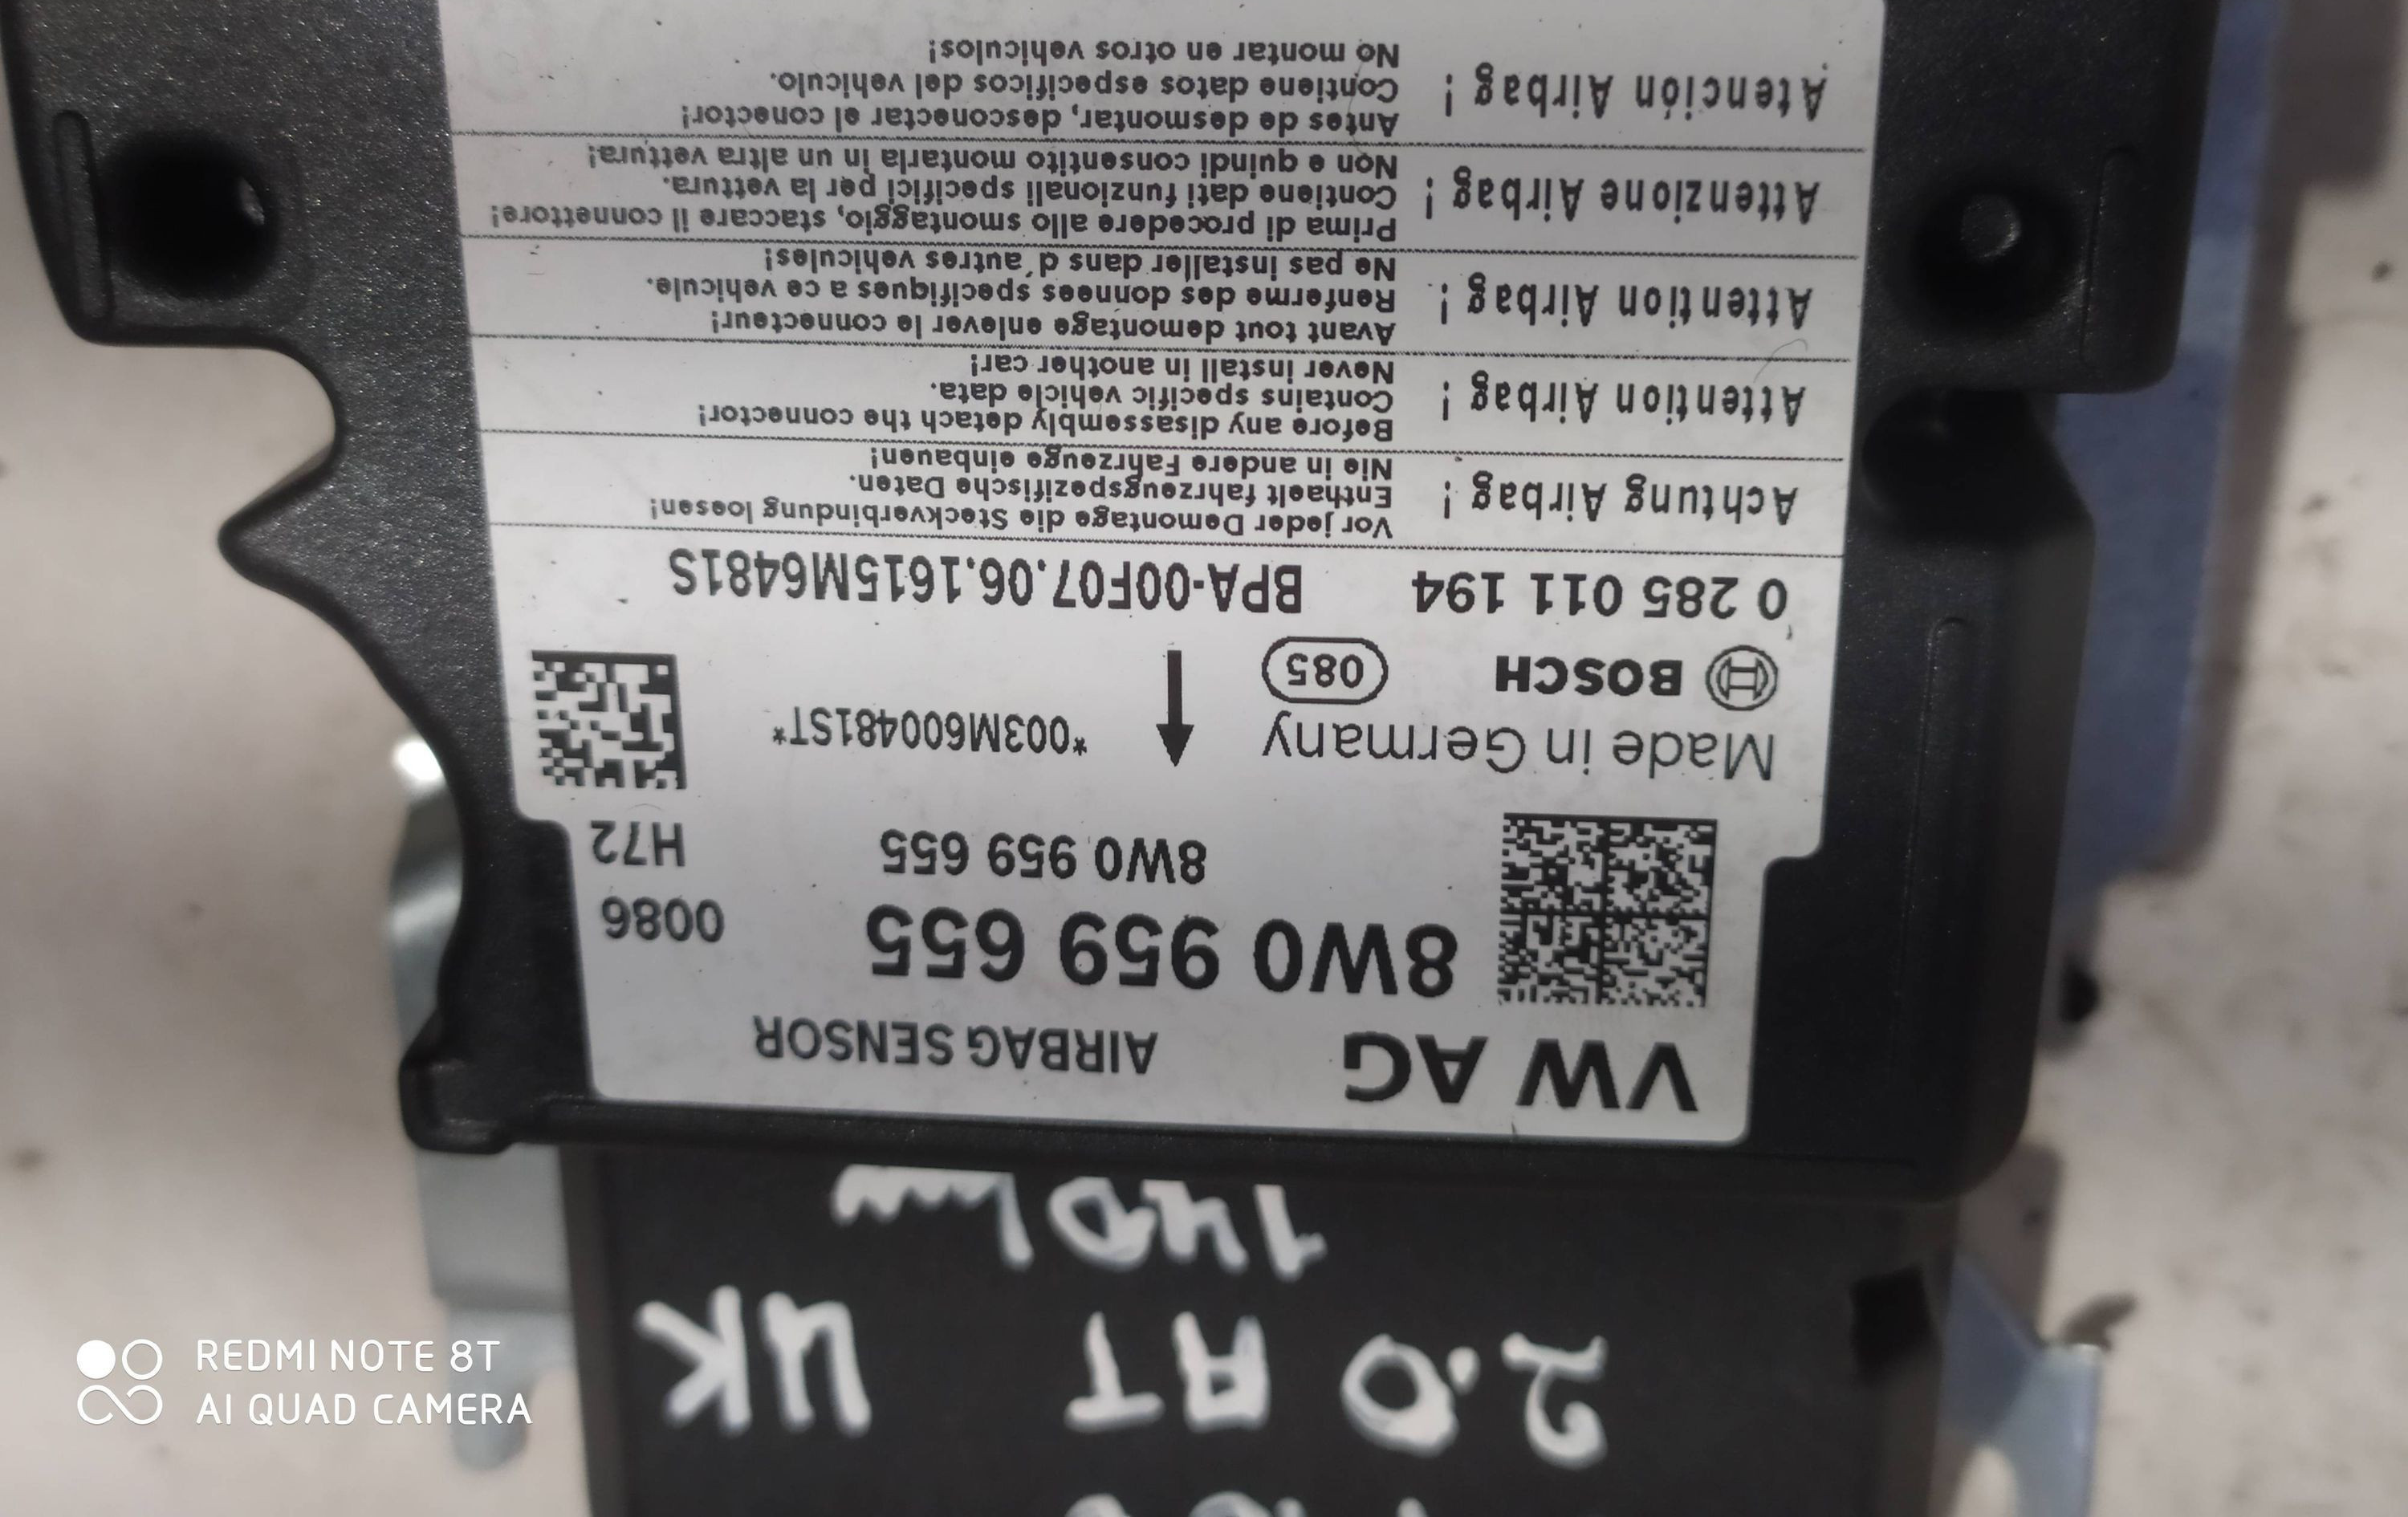 VW AG AIRBAG SENSOR
8W0 959 655 0086
8W0 959 655 H72
Made in Germany *003M600481ST*
BOSCH 085
0 285 011 194 BPA-00F07.06.1615M6481S
Achtung Airbag !
Vor jeder Demontage die Steckverbindung loesen!
Enthaelt fahrzeugspezifische Daten.
Nie in andere Fahrzeuge einbauen!
Attention Airbag !
Before any disassembly detach the connector!
Contains specific vehicle data.
Never install in another car!
Attention Airbag !
Avant tout demontage enlever le connecteur!
Renferme des donnees specifiques a ce vehicule.
Ne pas installer dans d'autres vehicules!
Attenzione Airbag !
Prima di procedere allo smontaggio, staccare il connettore!
Contiene dati funzionali specifici per la vettura.
Non e quindi consentito montarla in un altra vettura!
Atención Airbag !
Antes de desmontar, desconectar el conector!
Contiene datos especificos del vehiculo.
No montar en otros vehiculos!
2.0 AT UK
140
REDMI NOTE 8T
AI QUAD CAMERA